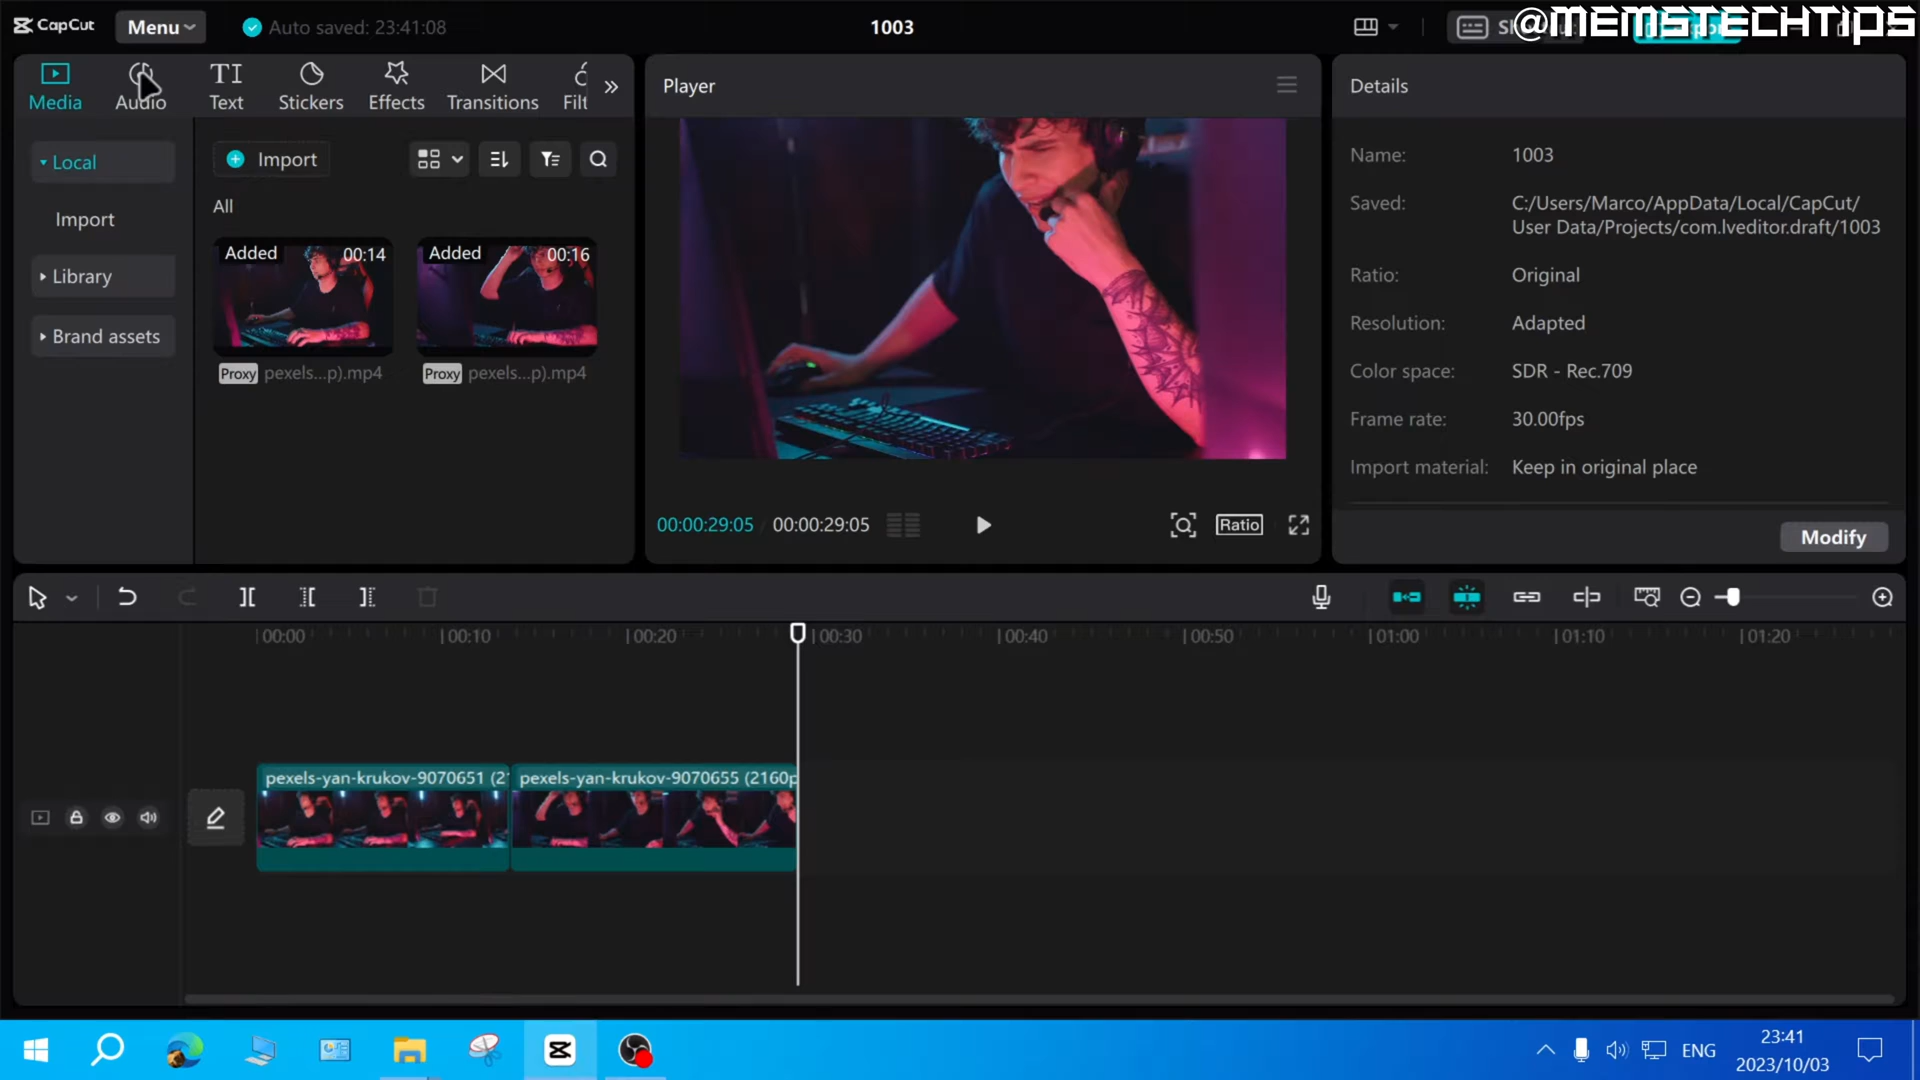 CapCut
Menu
Auto saved: 23:41:08
1003
@MEMSTECHTIPS
Media
Audio
Text
Stickers
Effects
Transitions
Filt
Player
Details
Local
Import
Library
Brand assets
Import
All
Added 00:14
Added 00:16
Proxy pexels...p).mp4
Proxy pexels...p).mp4
Name: 1003
Saved: C:/Users/Marco/AppData/Local/CapCut/
User Data/Projects/com.lveditor.draft/1003
Ratio: Original
Resolution: Adapted
Color space: SDR - Rec.709
Frame rate: 30.00fps
Import material: Keep in original place
Modify
00:00:29:05 / 00:00:29:05
Ratio
00:00 00:10 00:20 00:30 00:40 00:50 01:00 01:10 01:20
pexels-yan-krukov-9070651 (2
pexels-yan-krukov-9070655 (2160p
ENG
23:41
2023/10/03